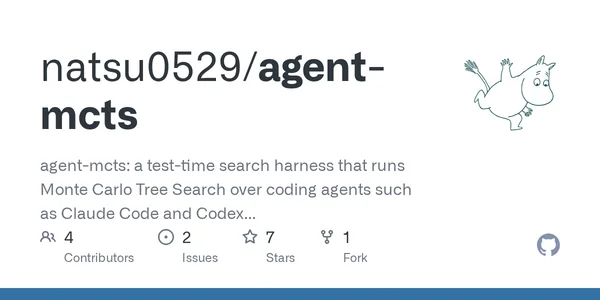 natsu0529/agent-
mcts
agent-mcts: a test-time search harness that runs
Monte Carlo Tree Search over coding agents such
as Claude Code and Codex...
4 2 7 1
Contributors Issues Stars Fork